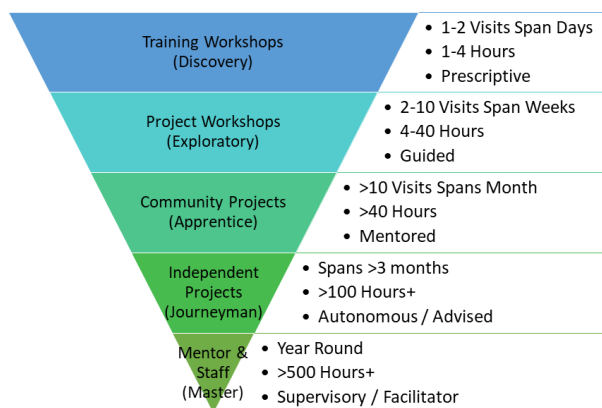 Training Workshops
(Discovery)
• 1-2 Visits Span Days
• 1-4 Hours
• Prescriptive
Project Workshops
(Exploratory)
• 2-10 Visits Span Weeks
• 4-40 Hours
• Guided
Community Projects
(Apprentice)
• >10 Visits Spans Month
• >40 Hours
• Mentored
Independent
Projects
(Journeyman)
• Spans >3 months
• >100 Hours+
• Autonomous / Advised
Mentor &
Staff
(Master)
• Year Round
• >500 Hours+
• Supervisory / Facilitator